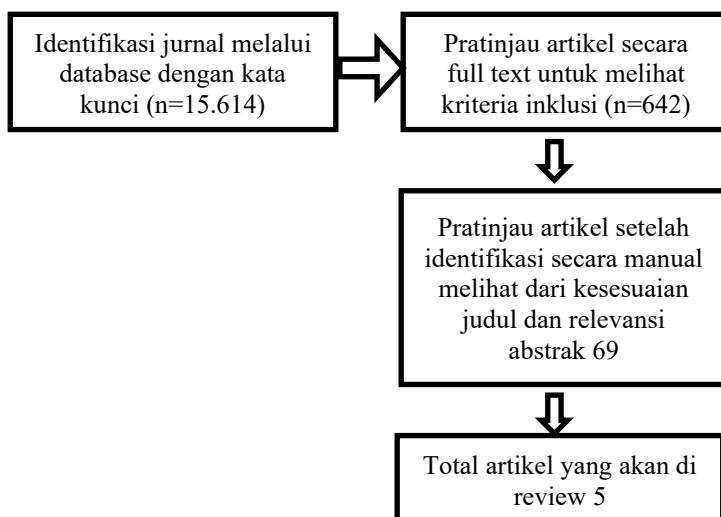 Identifikasi jurnal melalui
database dengan kata
kunci (n=15.614)
Pratinjau artikel secara
full text untuk melihat
kriteria inklusi (n=642)
Pratinjau artikel setelah
identifikasi secara manual
melihat dari kesesuaian
judul dan relevansi
abstrak 69
Total artikel yang akan di
review 5